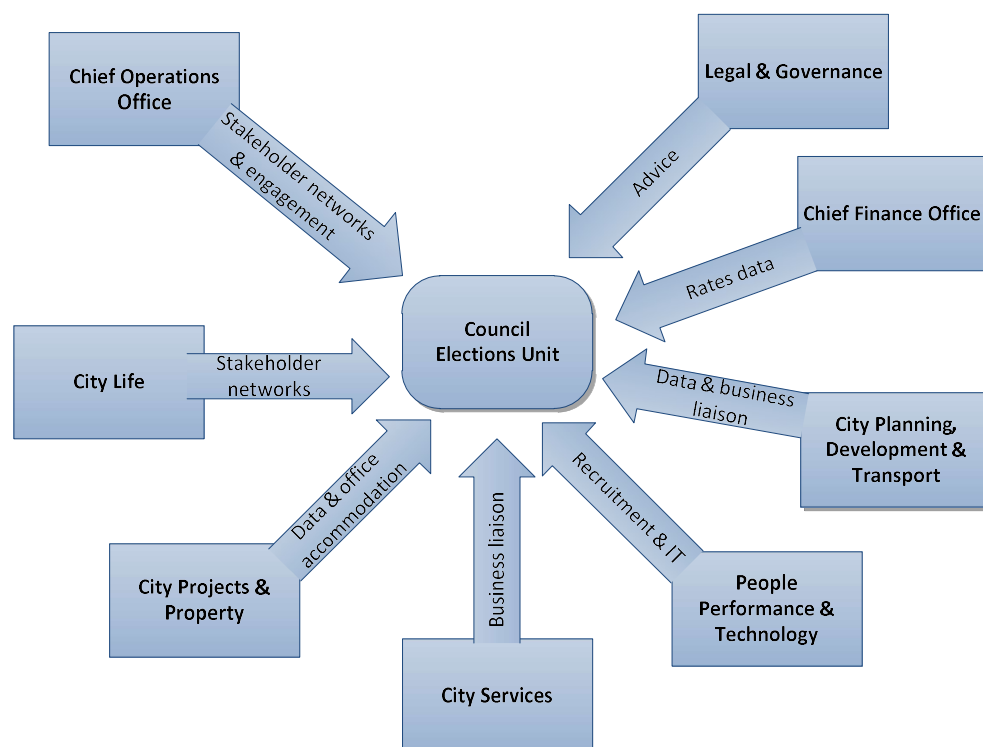 Chief Operations
Office
Stakeholder networks
& engagement
Legal & Governance
Advice
Chief Finance Office
Rates data
Council
Elections Unit
City Life
Stakeholder
networks
Data & business
liaison
City Planning,
Development &
Transport
Data & office
accommodation
City Projects &
Property
Business liaison
City Services
Recruitment & IT
People
Performance &
Technology